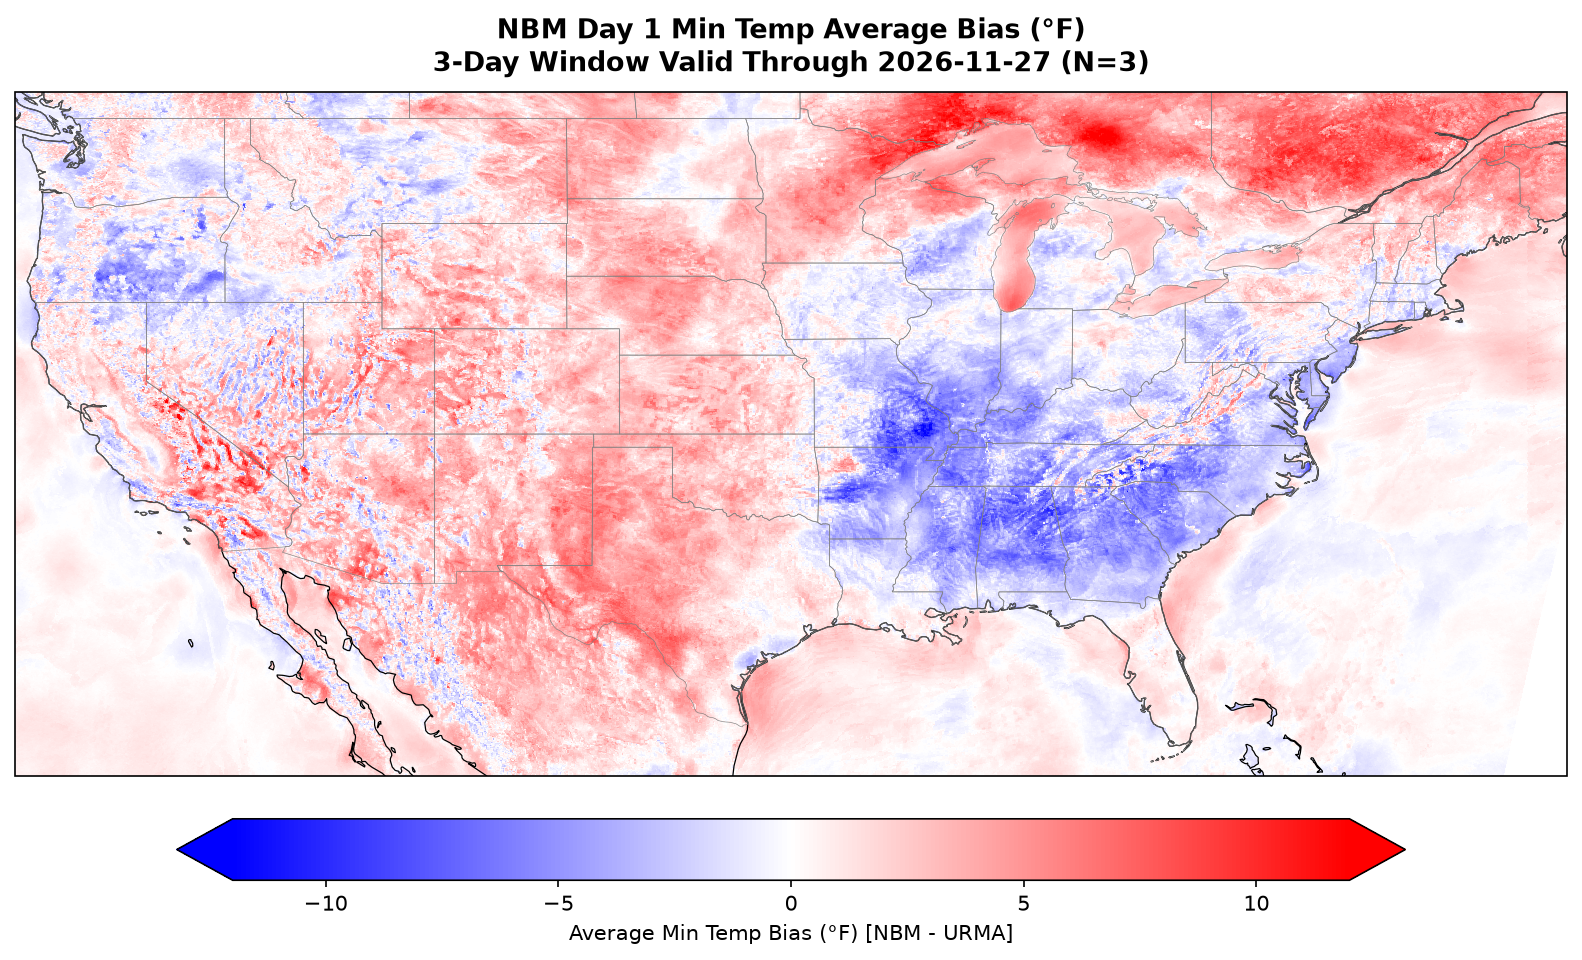 NBM Day 1 Min Temp Average Bias (°F)
3-Day Window Valid Through 2026-11-27 (N=3)
−10 −5 0 5 10
Average Min Temp Bias (°F) [NBM - URMA]